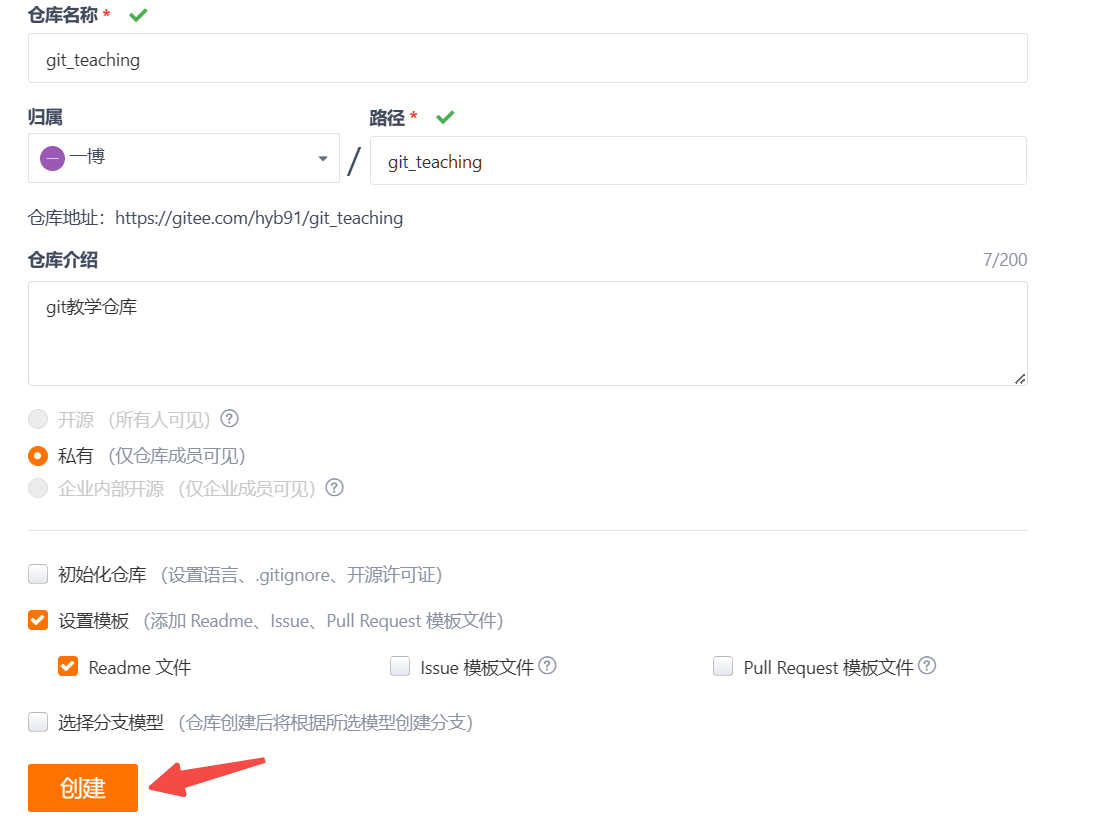 仓库名称 *
git_teaching
归属 路径 *
一博 / git_teaching
仓库地址：https://gitee.com/hyb91/git_teaching
仓库介绍 7/200
git教学仓库
开源 （所有人可见） ?
私有 （仅仓库成员可见）
企业内部开源 （仅企业成员可见） ?
初始化仓库 （设置语言、.gitignore、开源许可证）
设置模板 （添加 Readme、Issue、Pull Request 模板文件）
Readme 文件 Issue 模板文件 ? Pull Request 模板文件 ?
选择分支模型 （仓库创建后将根据所选模型创建分支）
创建